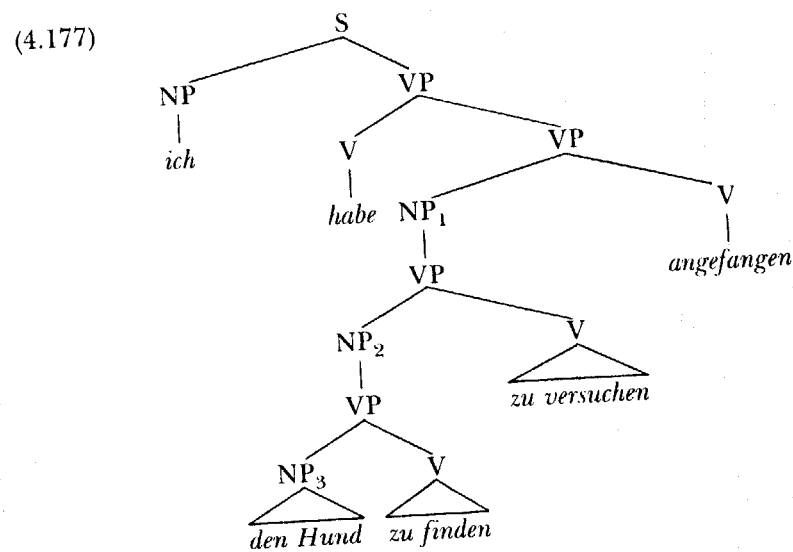 (4.177)
S
NP VP
ich V VP
habe NP₁ V
angefangen
VP
NP₂ V
zu versuchen
VP
NP₃ V
den Hund zu finden